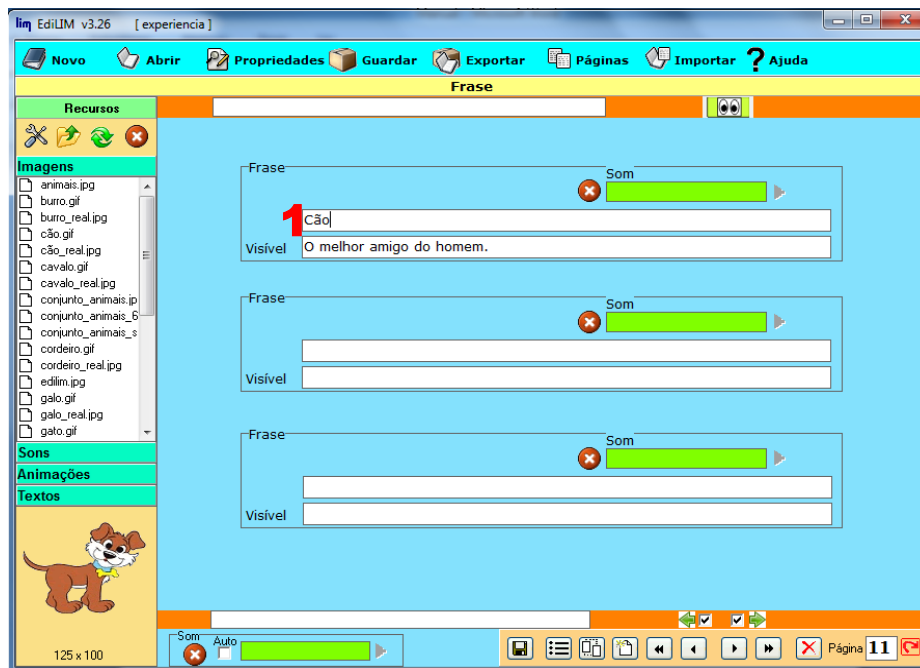 lim EdiLIM v3.26 [ experiencia ]
Novo Abrir Propriedades Guardar Exportar Páginas Importar ? Ajuda
Frase
Recursos
Imagens
animais.jpg
burro.gif
burro_real.jpg
cão.gif
cão_real.jpg
cavalo.gif
cavalo_real.jpg
conjunto_animais.jp
conjunto_animais_6
conjunto_animais_s
cordeiro.gif
cordeiro_real.jpg
edilim.jpg
galo.gif
galo_real.jpg
gato.gif
Sons
Animações
Textos
125 x 100
Frase
Som
1
Cão
Visível O melhor amigo do homem.
Frase
Som
Visível
Frase
Som
Visível
Som Auto
Página 11